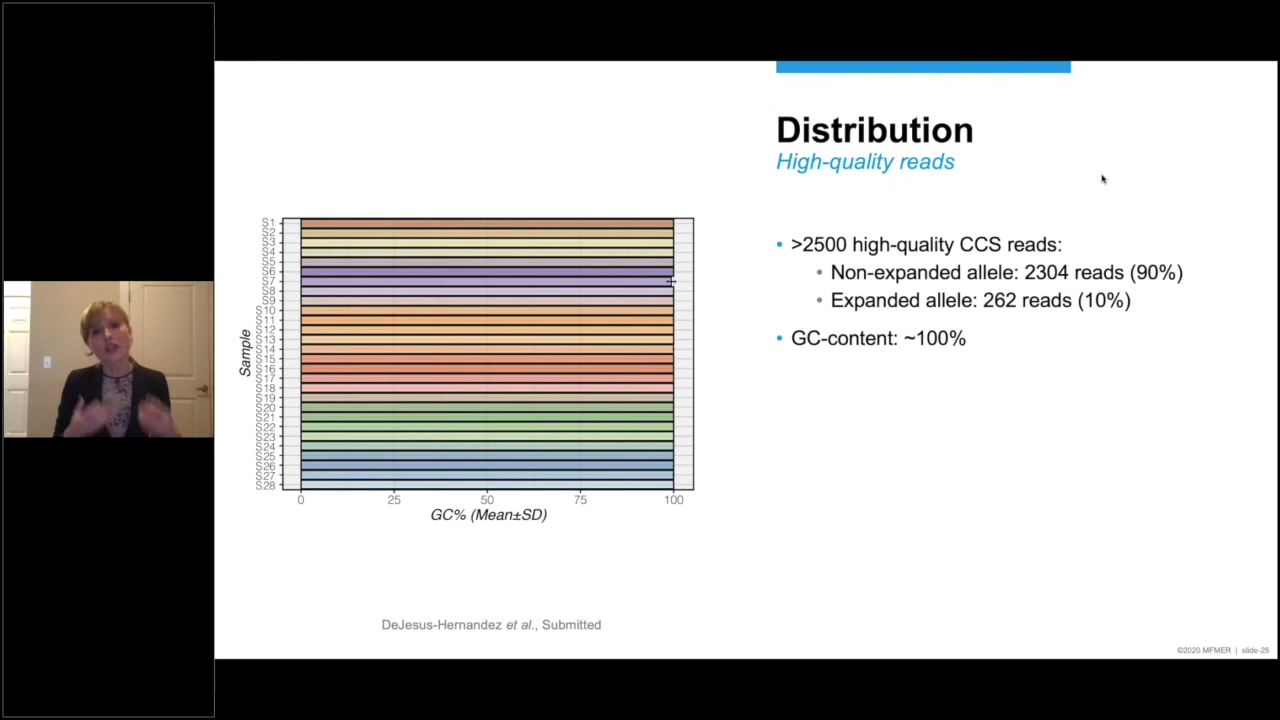 Distribution
High-quality reads
S1
S2
S3
S4
S5
S6
S7
S8
S9
S10
S11
S12
S13
S14
S15
S16
S17
S18
S19
S20
S21
S22
S23
S24
S25
S26
S27
S28
Sample
0 25 50 75 100
GC% (Mean±SD)
• >2500 high-quality CCS reads:
• Non-expanded allele: 2304 reads (90%)
• Expanded allele: 262 reads (10%)
• GC-content: ~100%
DeJesus-Hernandez et al., Submitted
©2020 MFMER | slide-25